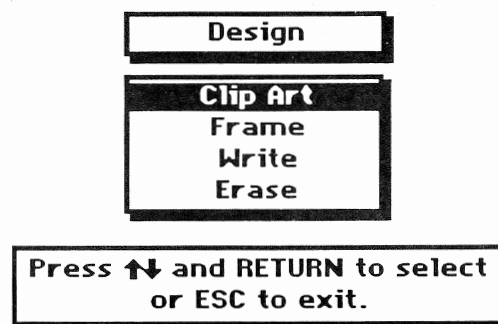 Design
Clip Art
Frame
Write
Erase
Press ↑↓ and RETURN to select
or ESC to exit.